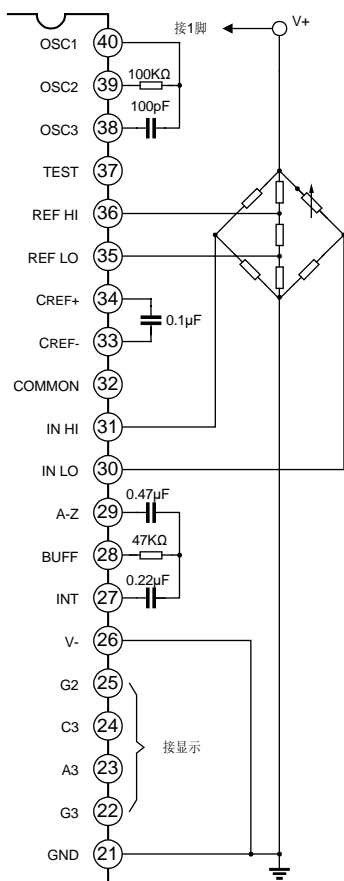 接1脚
V+
OSC1
40
OSC2
39
100KΩ
OSC3
38
100pF
TEST
37
REF HI
36
REF LO
35
CREF+
34
0.1μF
CREF-
33
COMMON
32
IN HI
31
IN LO
30
A-Z
29
0.47μF
BUFF
28
47KΩ
INT
27
0.22μF
V-
26
G2
25
C3
24
接显示
A3
23
G3
22
GND
21